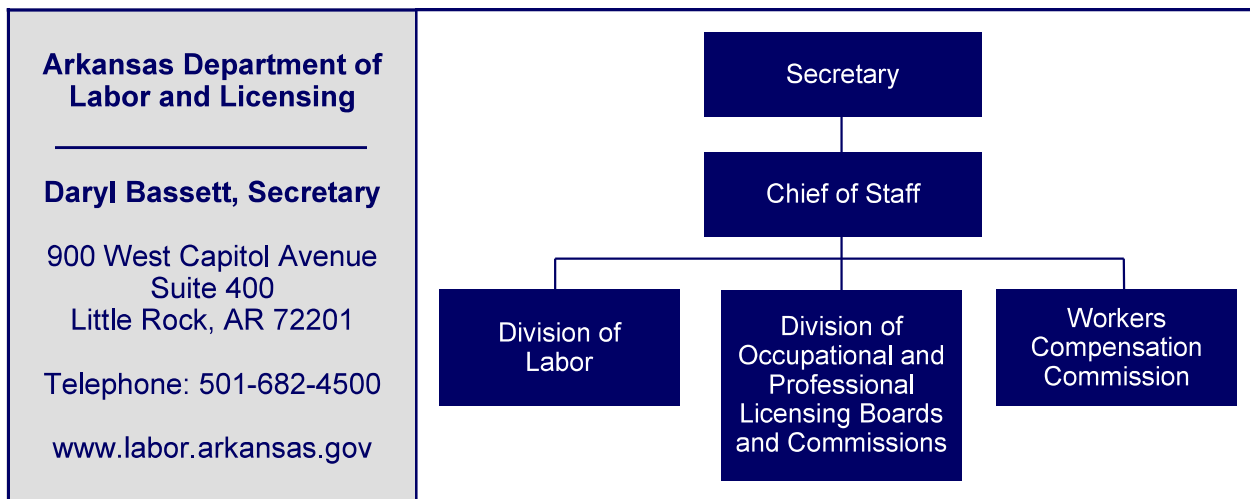 Arkansas Department of
Labor and Licensing
Daryl Bassett, Secretary
900 West Capitol Avenue
Suite 400
Little Rock, AR 72201
Telephone: 501-682-4500
www.labor.arkansas.gov
Secretary
Chief of Staff
Division of
Labor
Division of
Occupational and
Professional
Licensing Boards
and Commissions
Workers
Compensation
Commission